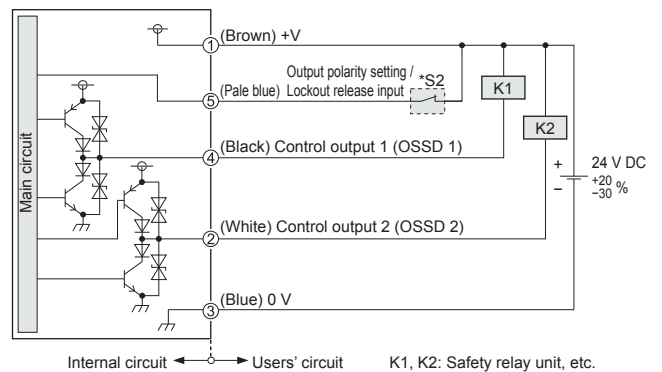 ① (Brown) +V
Output polarity setting /
⑤ (Pale blue) Lockout release input
*S2
K1
K2
Main circuit
④ (Black) Control output 1 (OSSD 1)
+
−
24 V DC
+20
−30 %
② (White) Control output 2 (OSSD 2)
③ (Blue) 0 V
Internal circuit
Users' circuit
K1, K2: Safety relay unit, etc.